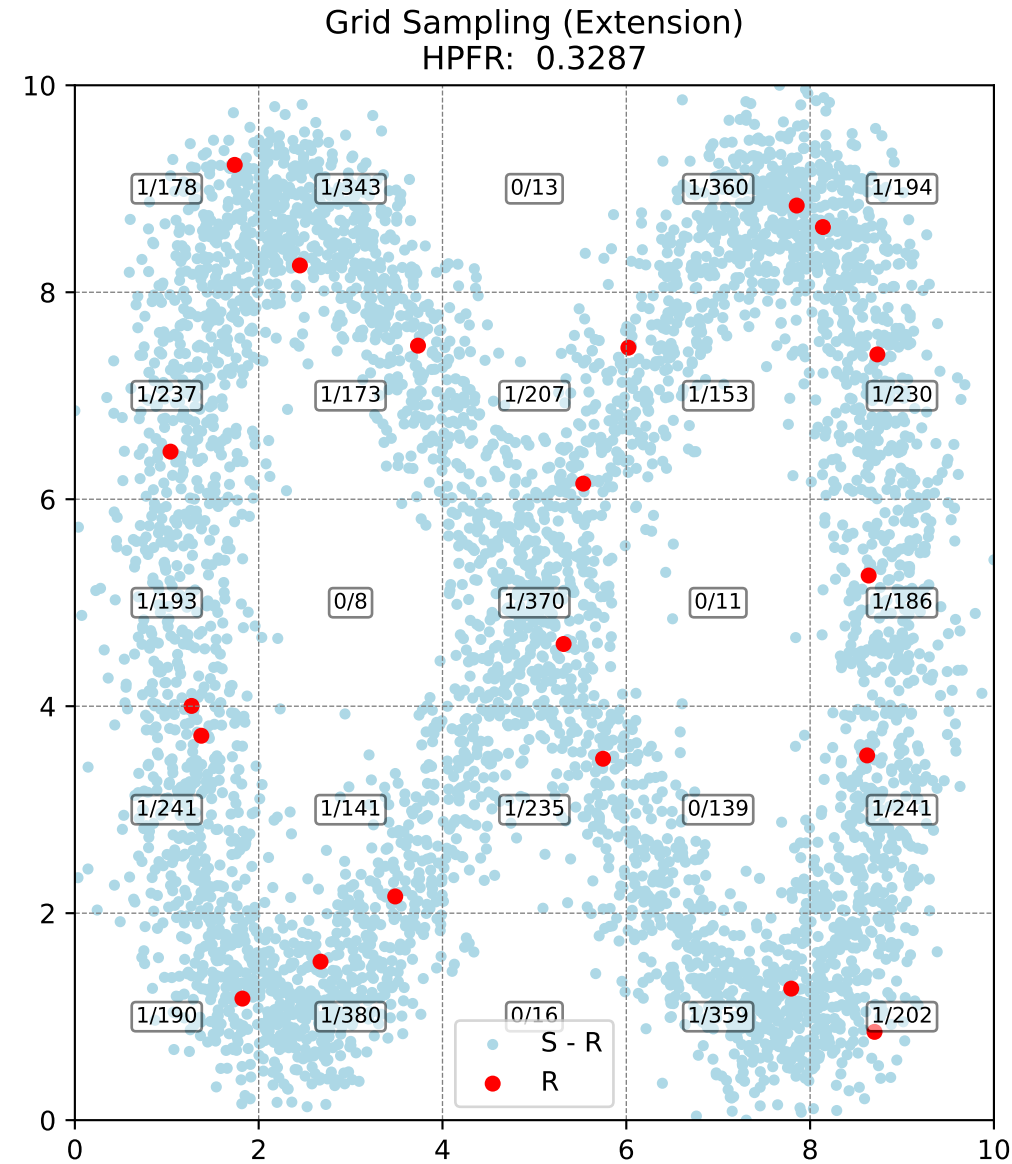 Grid Sampling (Extension)
HPFR: 0.3287
10
1/178 1/343 0/13 1/360 1/194
8
1/237 1/173 1/207 1/153 1/230
6
1/193 0/8 1/370 0/11 1/186
4
1/241 1/141 1/235 0/139 1/241
2
1/190 1/380 0/16 1/359 1/202
S - R
R
0
0 2 4 6 8 10